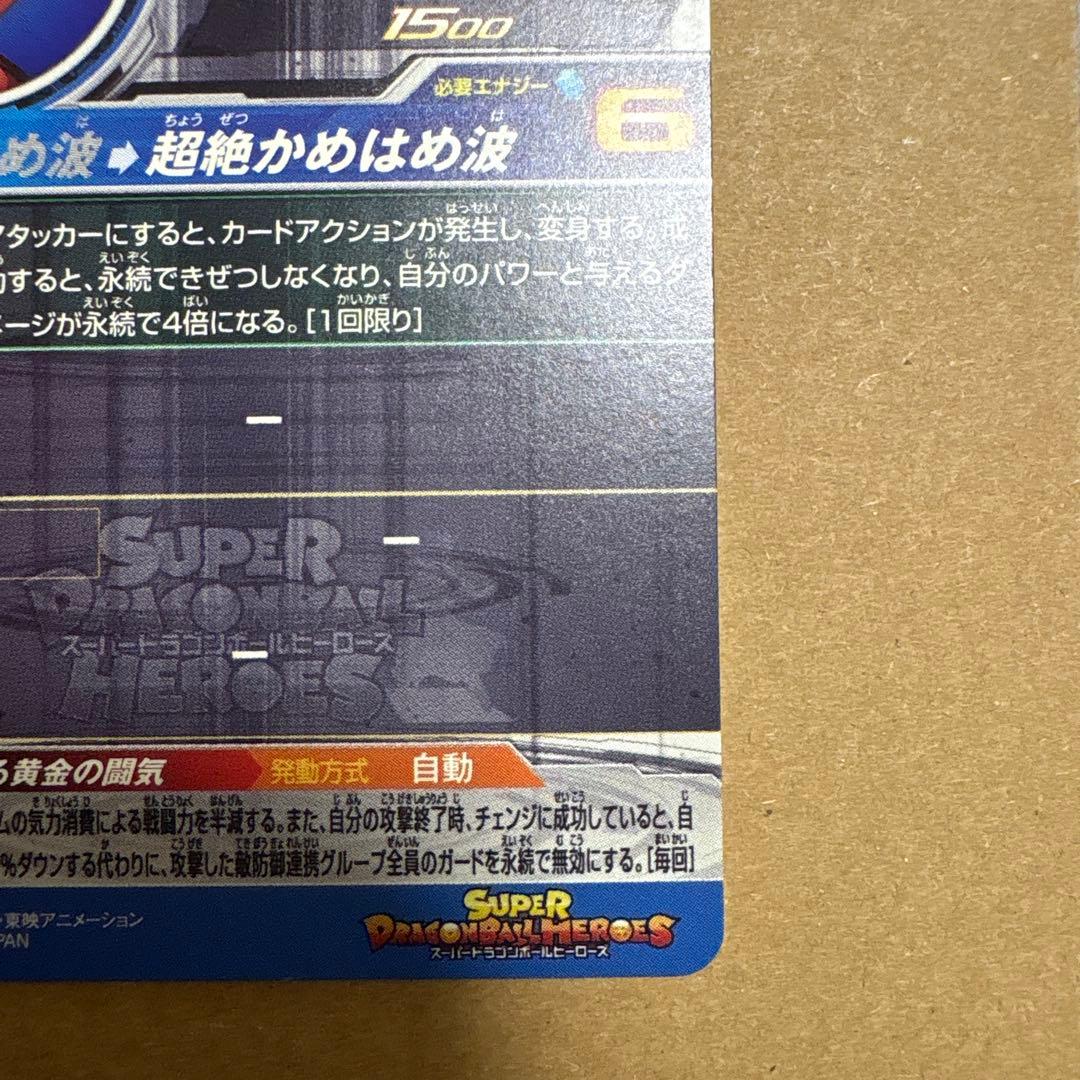 1500
必要エナジー 6
め波➡超絶かめはめ波
アタッカーにすると、カードアクションが発生し、変身する。成
功すると、永続できぜつしなくなり、自分のパワーと与えるダ
メージが永続で4倍になる。[1回限り]
ー
ー
SUPER
DRAGONBALL
スーパードラゴンボールヒーローズ
HEROES
ー
る黄金の闘気 発動方式 自動
ムの気力消費による戦闘力を半減する。また、自分の攻撃終了時、チェンジに成功していると、自
%ダウンする代わりに、攻撃した敵防御連携グループ全員のガードを永続で無効にする。[毎回]
・東映アニメーション
PAN
SUPER
DRAGONBALL HEROES
スーパードラゴンボールヒーローズ